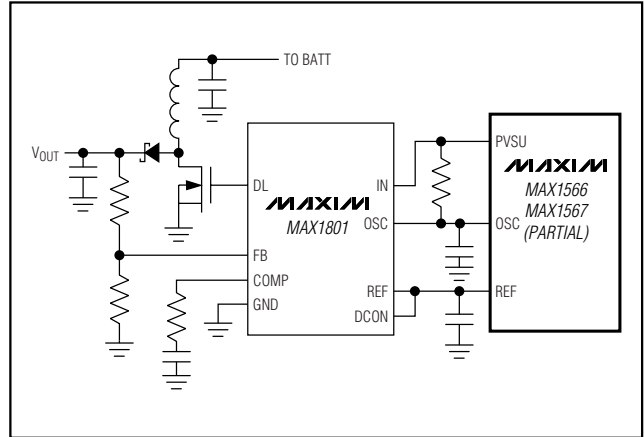 TO BATT
VOUT
DL
MAXIM
MAX1801
IN
OSC
FB
COMP
GND
REF
DCON
PVSU
MAXIM
MAX1566
MAX1567
(PARTIAL)
OSC
REF